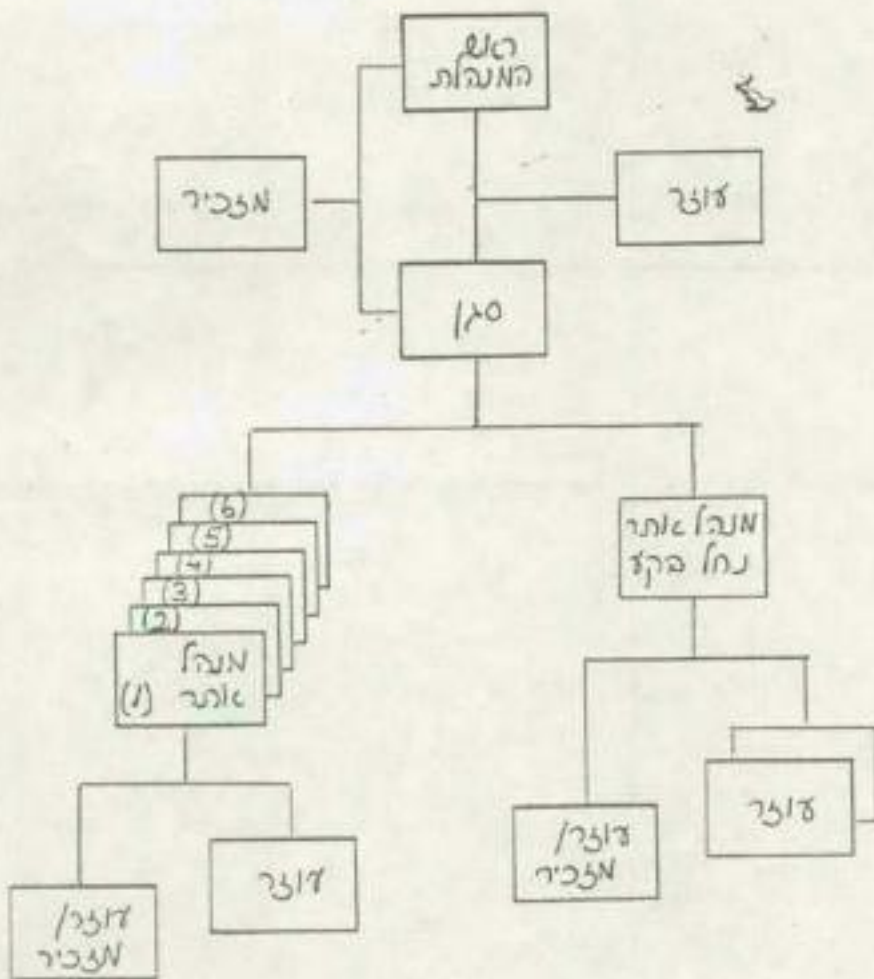 ראש
המנהלת
עוזר
מזכיר
סגן
מנהל אתר
נחל בקע
(6)
(5)
(4)
(3)
(2)
מנהל
אתר (1)
עוזר
עוזר/
מזכיר
עוזר
עוזר/
מזכיר